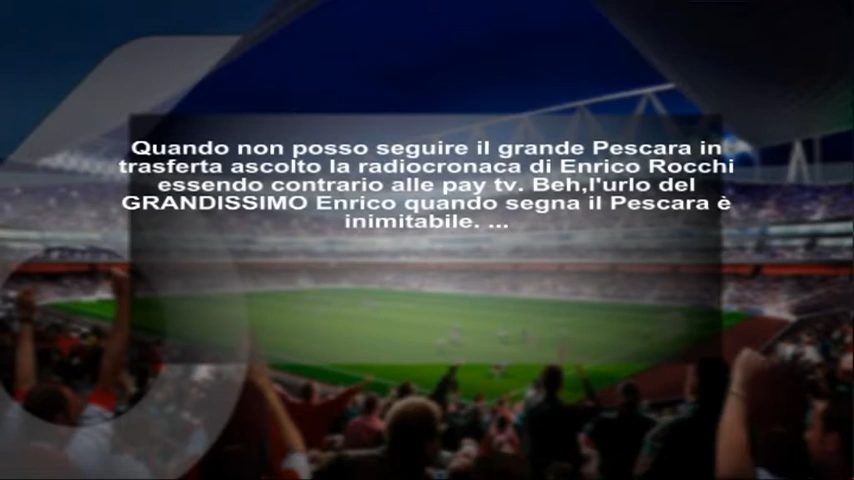 Quando non posso seguire il grande Pescara in
trasferta ascolto la radiocronaca di Enrico Rocchi
essendo contrario alle pay tv. Beh,l'urlo del
GRANDISSIMO Enrico quando segna il Pescara è
inimitabile. ...